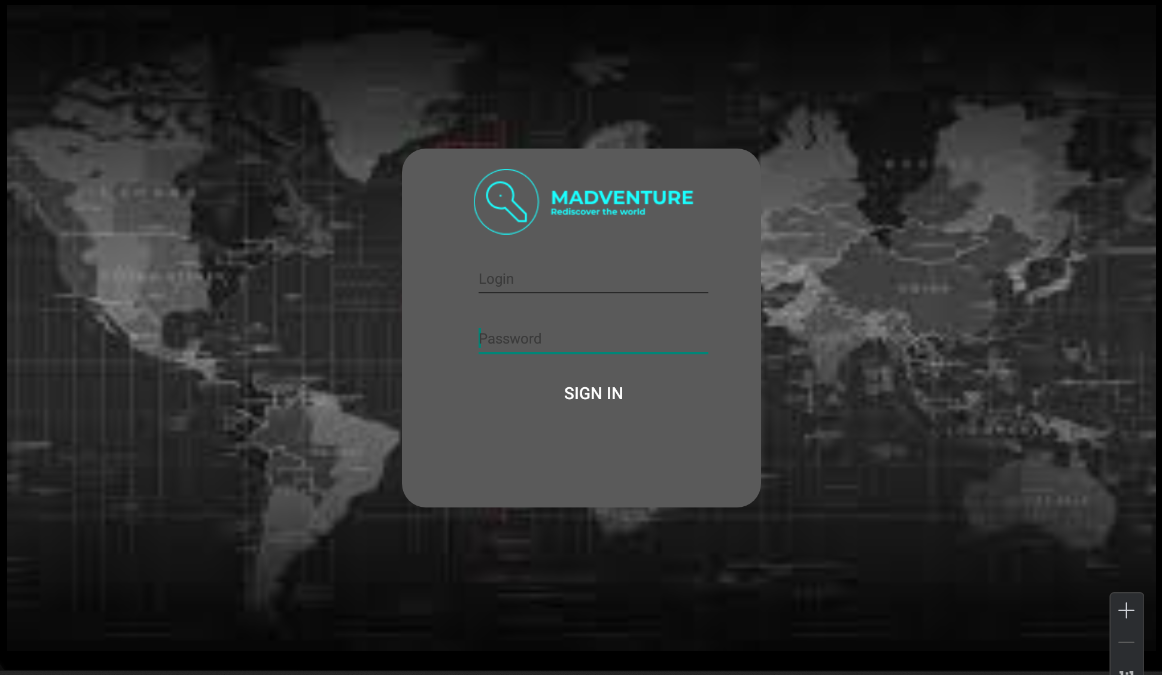 MADVENTURE
Rediscover the world
Login
Password
SIGN IN